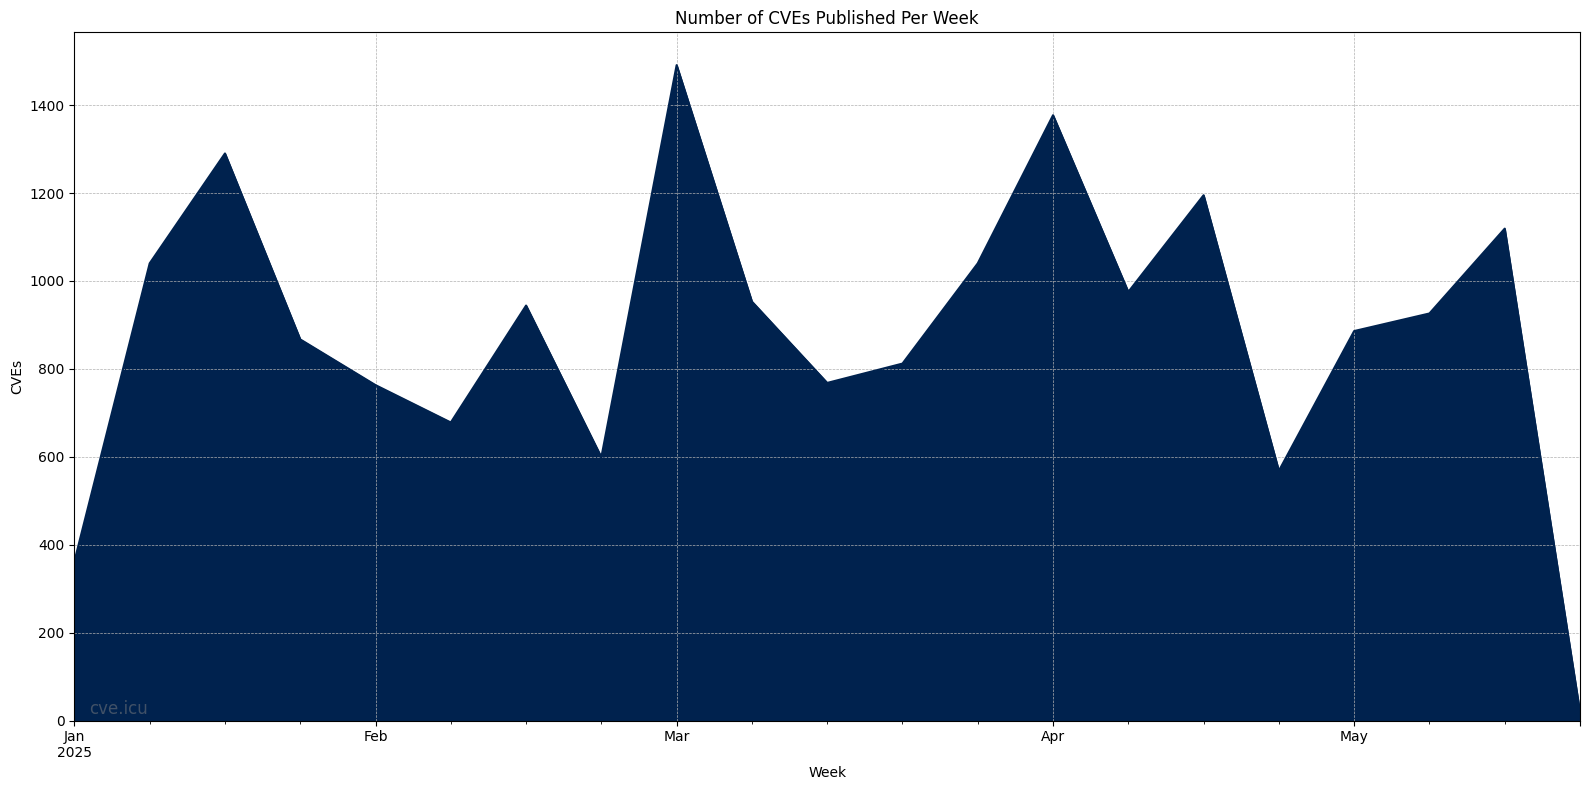 Number of CVEs Published Per Week
1400
1200
1000
800
600
400
200
0
CVEs
cve.icu
Jan
2025
Feb
Mar
Apr
May
Week